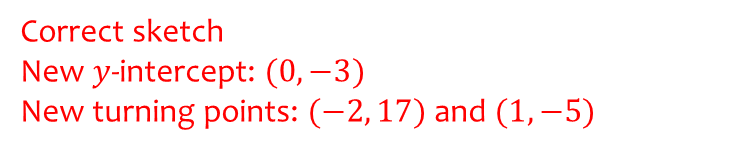 Correct sketch
New y-intercept: (0, −3)
New turning points: (−2, 17) and (1, −5)